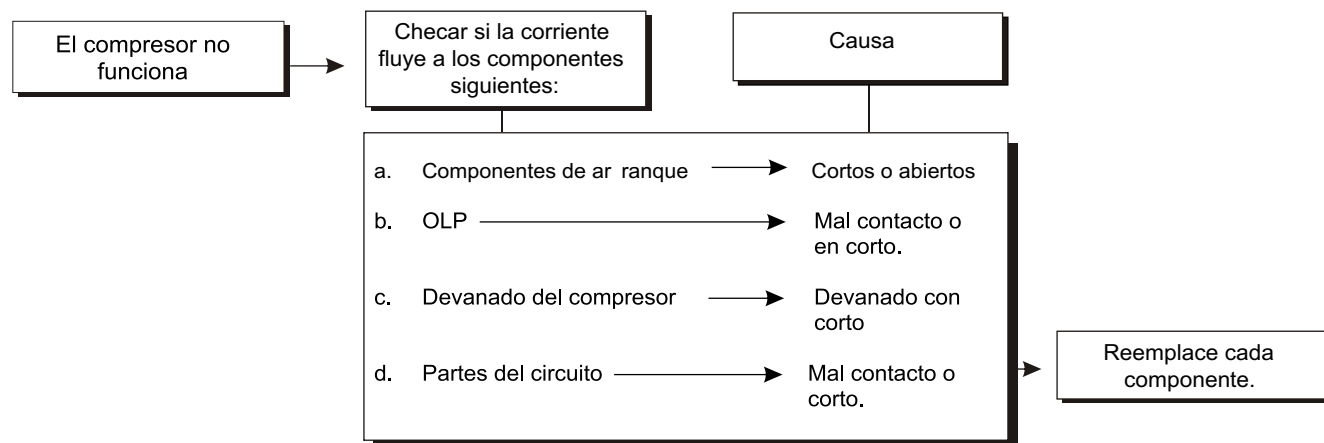 El compresor no
funciona
Checar si la corriente
fluye a los componentes
siguientes:
Causa
a. Componentes de ar ranque
Cortos o abiertos
b. OLP
Mal contacto o
en corto.
c. Devanado del compresor
Devanado con
corto
d. Partes del circuito
Mal contacto o
corto.
Reemplace cada
componente.